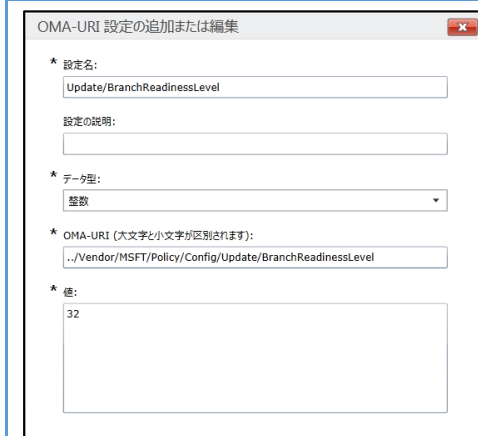 OMA-URI 設定の追加または編集
* 設定名:
Update/BranchReadinessLevel
設定の説明:
* データ型:
整数
* OMA-URI (大文字と小文字が区別されます):
../Vendor/MSFT/Policy/Config/Update/BranchReadinessLevel
* 値:
32